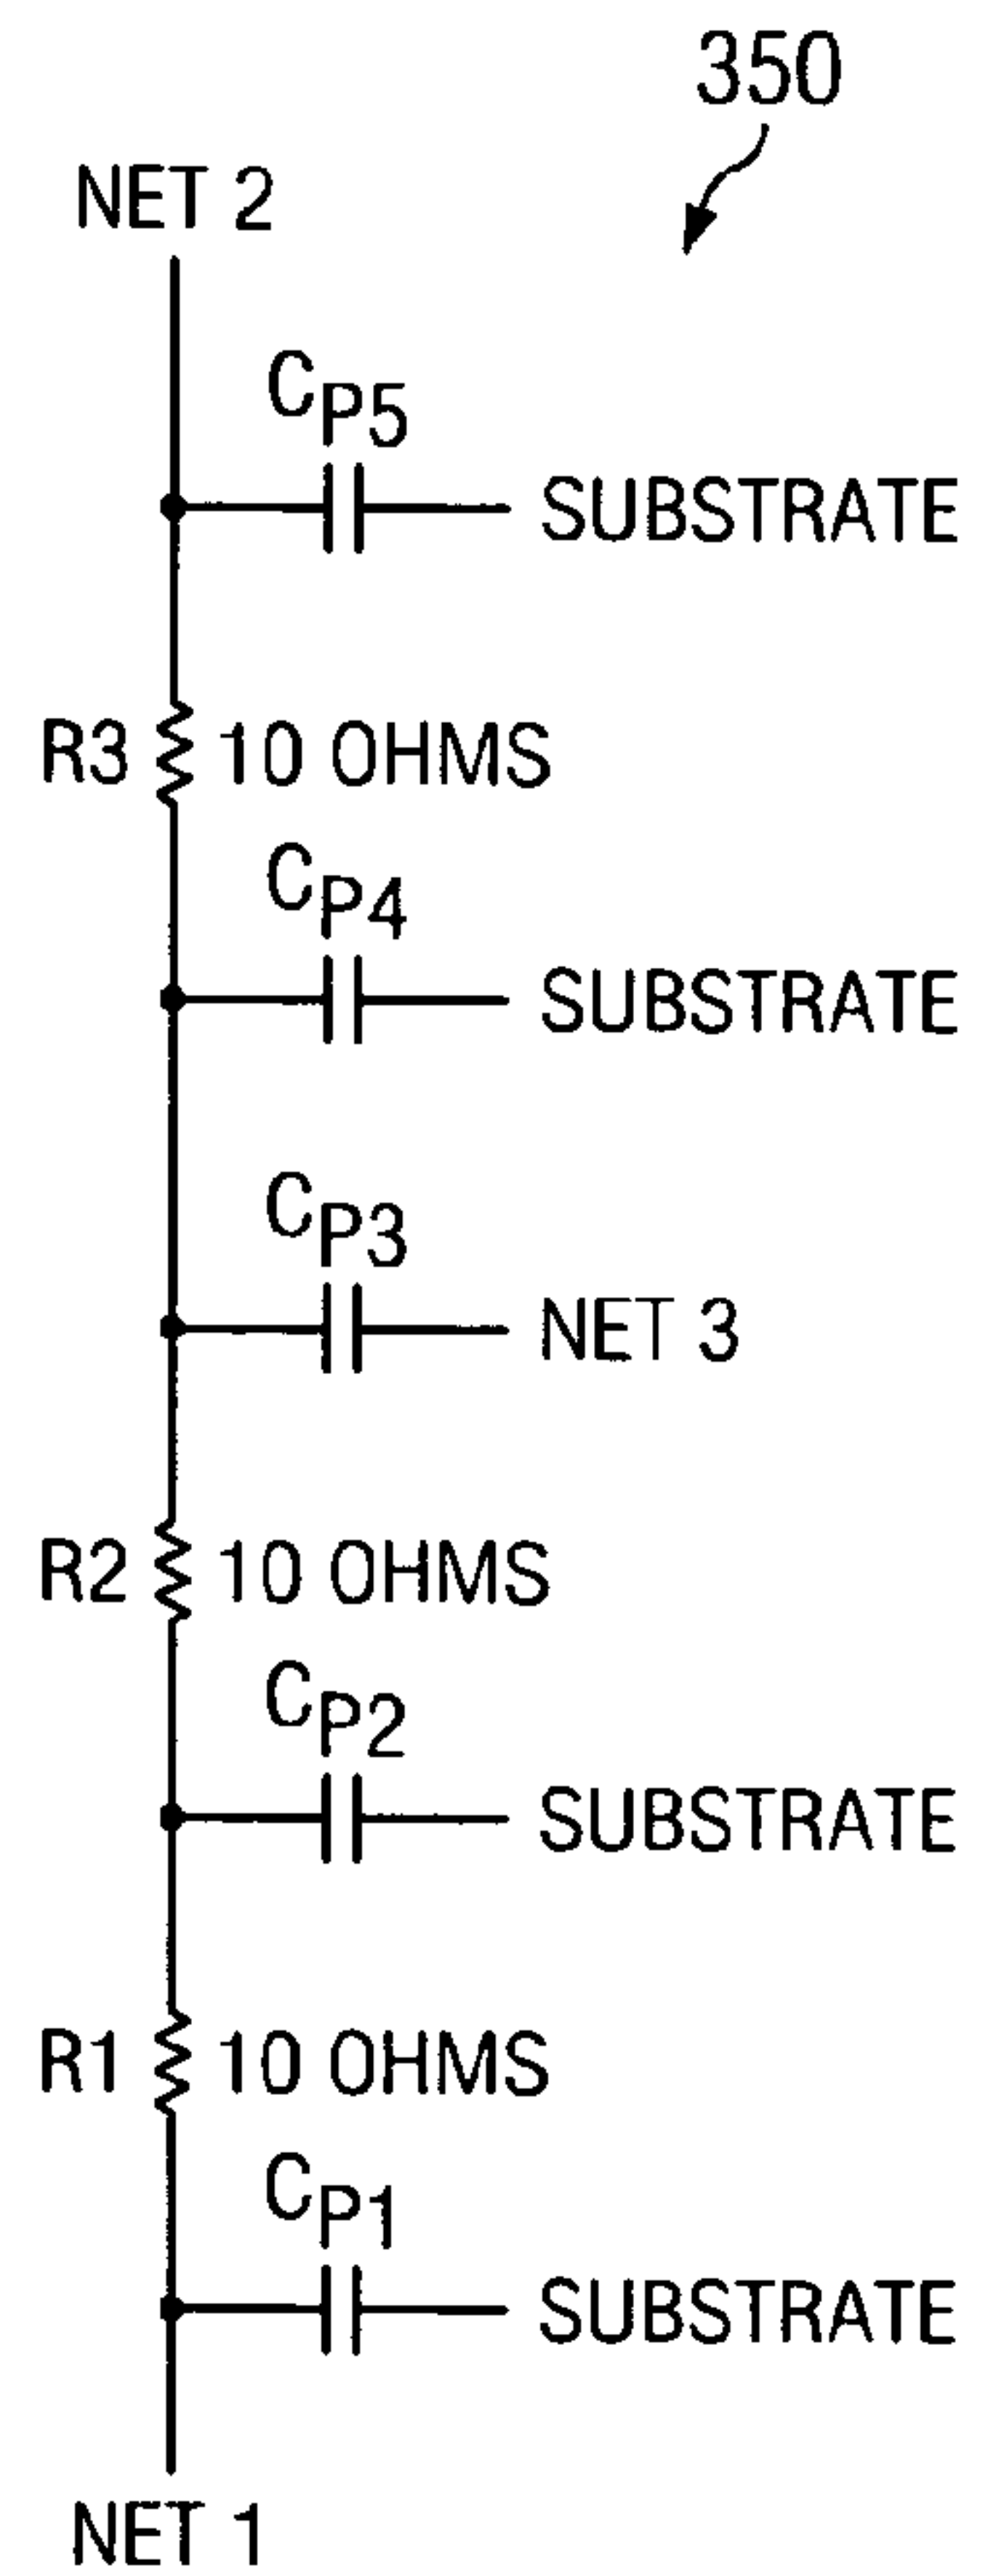 350
NET 2
CP5
SUBSTRATE
R3 10 OHMS
CP4
SUBSTRATE
CP3
NET 3
R2 10 OHMS
CP2
SUBSTRATE
R1 10 OHMS
CP1
SUBSTRATE
NET 1